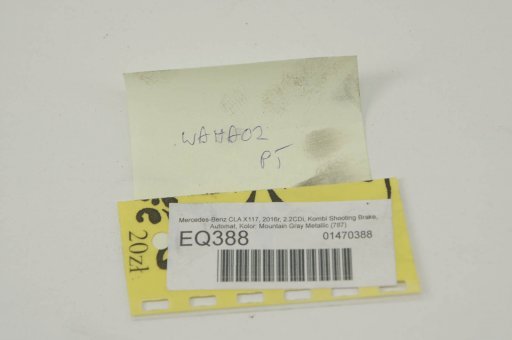 WAHA02
PT
Mercedes-Benz CLA X117, 2016r, 2.2CDi, Kombi Shooting Brake,
Automat, Kolor: Mountain Gray Metallic (787)
EQ388
01470388
20zł